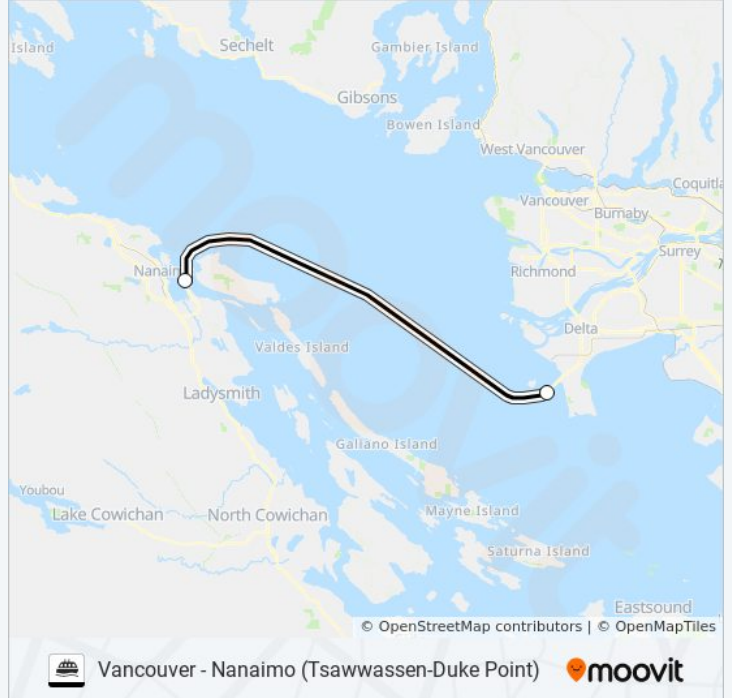 Island
Sechelt
Gambier Island
Gibsons
Bowen Island
West Vancouver
Coquitla
Vancouver
Burnaby
Surrey
Nanaim
Richmond
Delta
Valdes Island
Ladysmith
Galiano Island
Youbou
Lake Cowichan
North Cowichan
Mayne Island
Saturna Island
Eastsound
© OpenStreetMap contributors | © OpenMapTiles
Vancouver - Nanaimo (Tsawwassen-Duke Point)
moovit
moovit